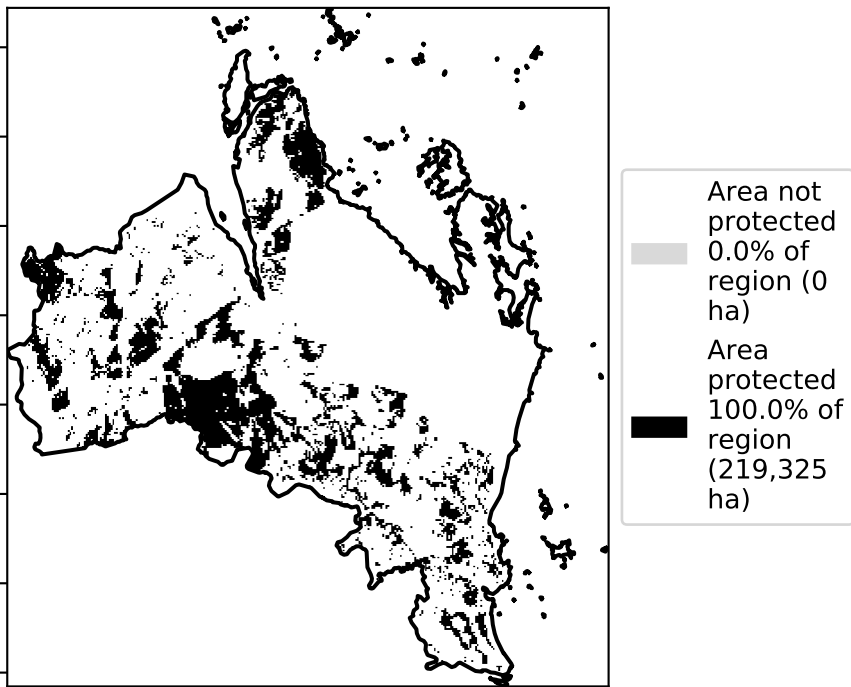 Area not
protected
0.0% of
region (0
ha)
Area
protected
100.0% of
region
(219,325
ha)